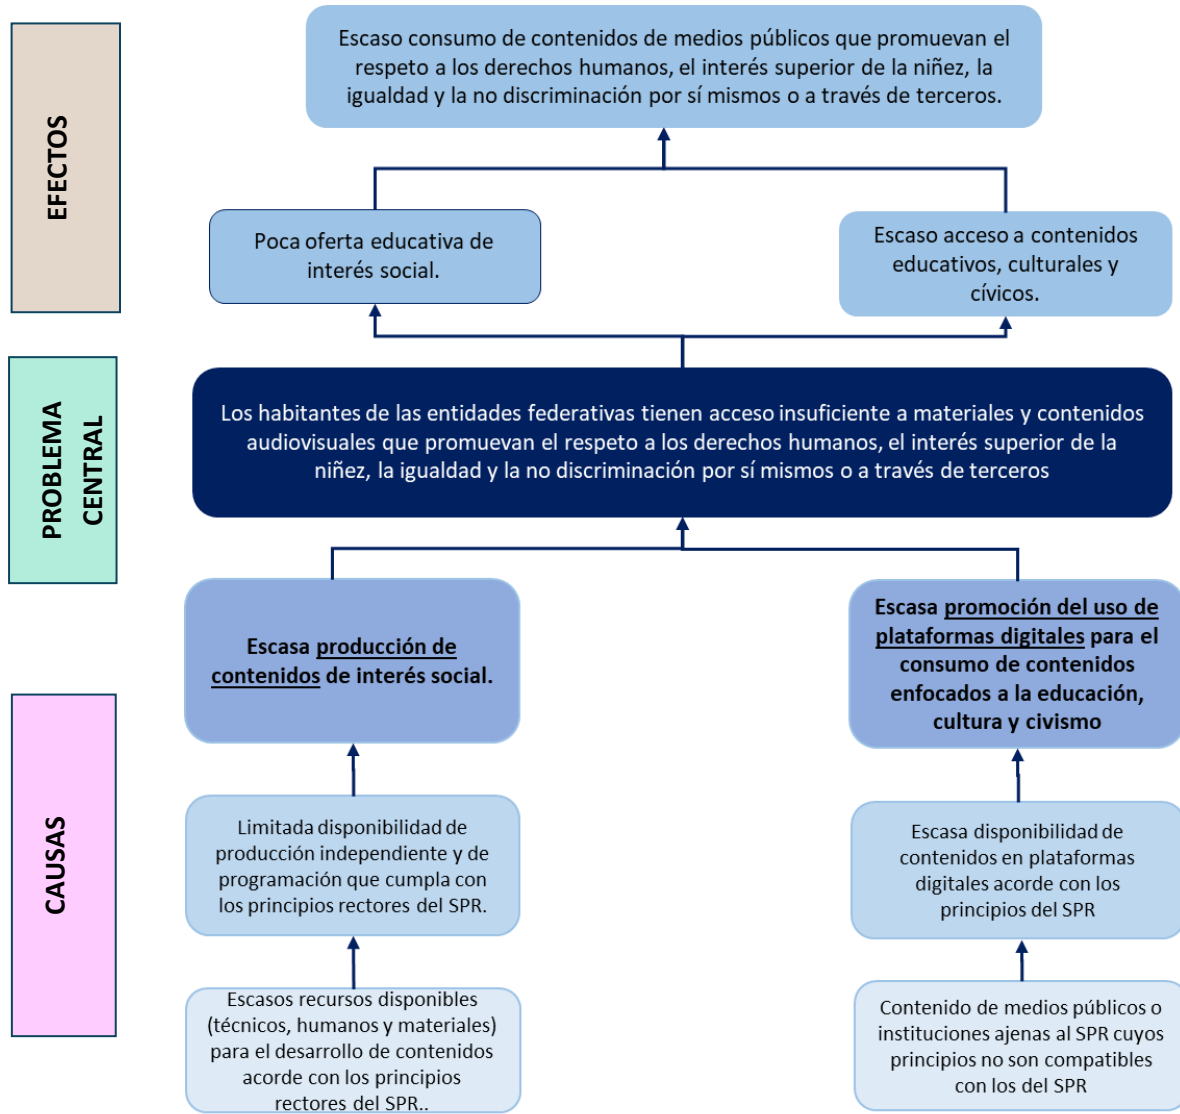 EFECTOS
Escaso consumo de contenidos de medios públicos que promuevan el
respeto a los derechos humanos, el interés superior de la niñez, la
igualdad y la no discriminación por sí mismos o a través de terceros.
Poca oferta educativa de
interés social.
Escaso acceso a contenidos
educativos, culturales y
cívicos.
PROBLEMA
CENTRAL
Los habitantes de las entidades federativas tienen acceso insuficiente a materiales y contenidos
audiovisuales que promuevan el respeto a los derechos humanos, el interés superior de la
niñez, la igualdad y la no discriminación por sí mismos o a través de terceros
CAUSAS
Escasa producción de
contenidos de interés social.
Escasa promoción del uso de
plataformas digitales para el
consumo de contenidos
enfocados a la educación,
cultura y civismo
Limitada disponibilidad de
producción independiente y de
programación que cumpla con
los principios rectores del SPR.
Escasa disponibilidad de
contenidos en plataformas
digitales acorde con los
principios del SPR
Escasos recursos disponibles
(técnicos, humanos y materiales)
para el desarrollo de contenidos
acorde con los principios
rectores del SPR..
Contenido de medios públicos o
instituciones ajenas al SPR cuyos
principios no son compatibles
con los del SPR